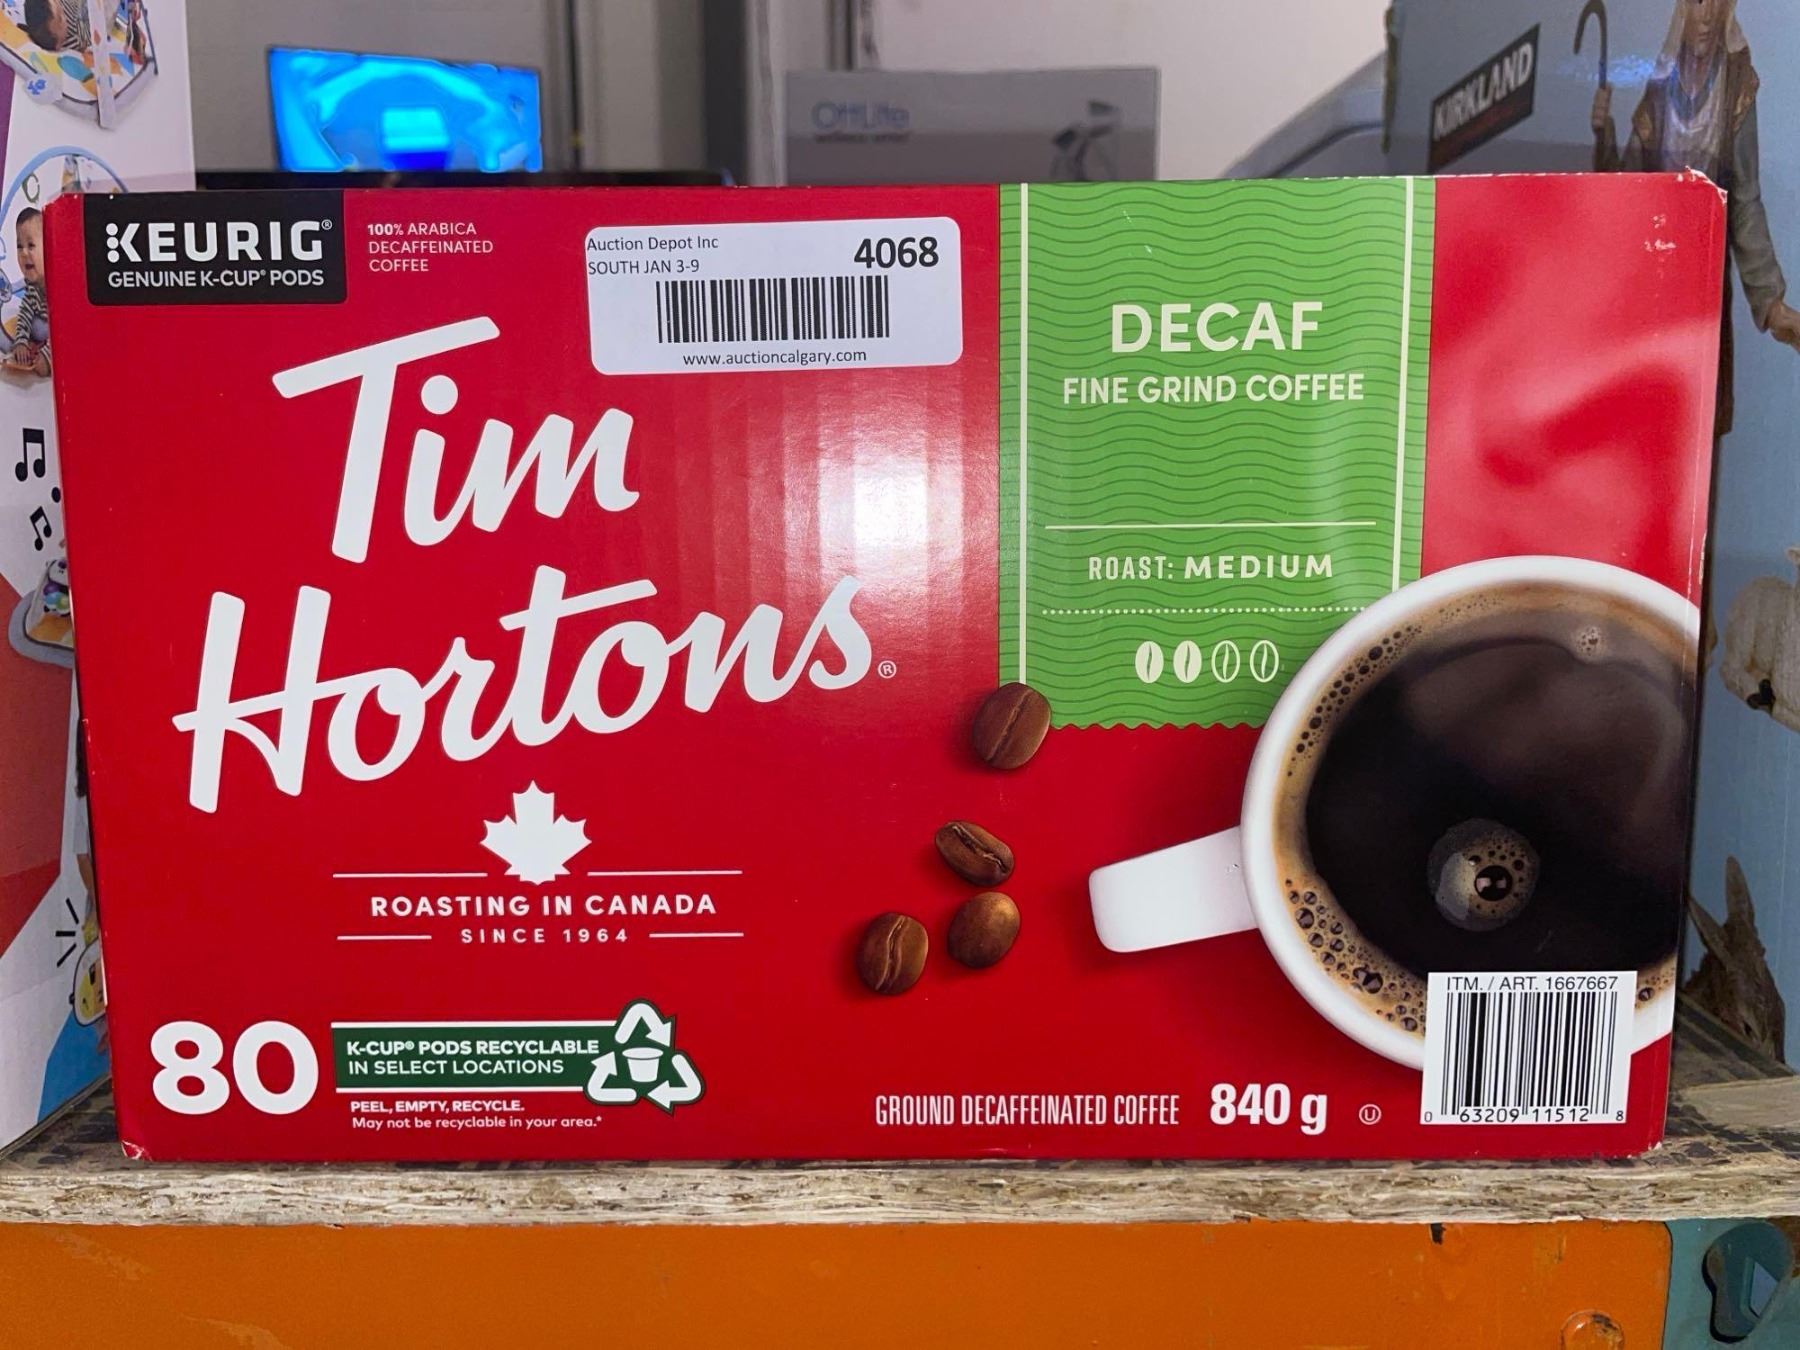 KIRKLAND
KEURIG®
GENUINE K-CUP® PODS
100% ARABICA
DECAFFEINATED
COFFEE
Auction Depot Inc
SOUTH JAN 3-9
4068
www.auctioncalgary.com
Tim
Hortons®
ROASTING IN CANADA
SINCE 1964
DECAF
FINE GRIND COFFEE
ROAST: MEDIUM
80
K-CUP® PODS RECYCLABLE
IN SELECT LOCATIONS
PEEL, EMPTY, RECYCLE.
May not be recyclable in your area.*
GROUND DECAFFEINATED COFFEE 840 g
U
ITM. / ART. 1667667
0 63209 11512 8